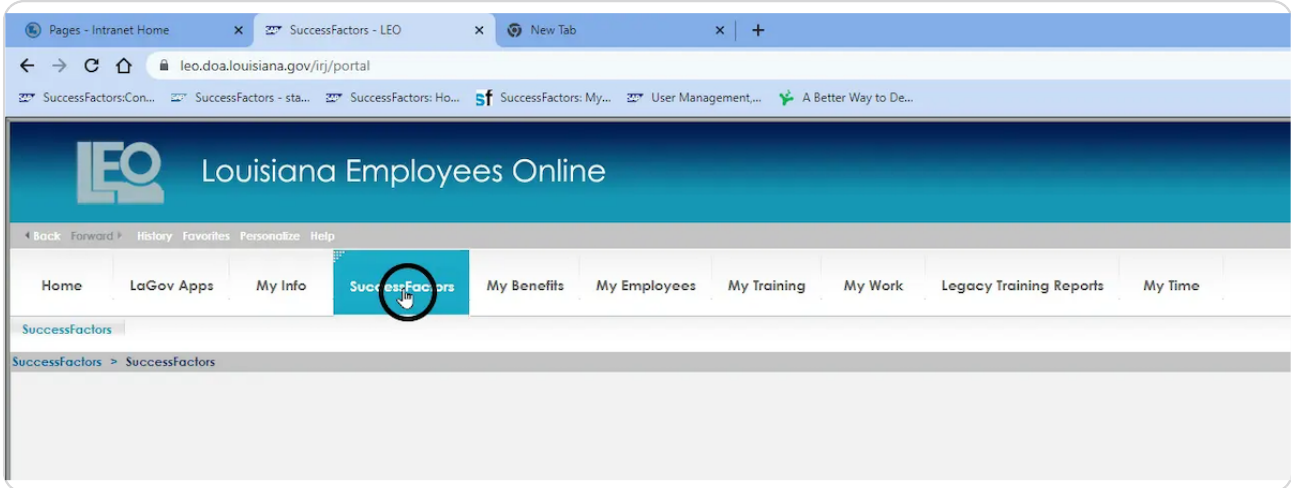 Pages - Intranet Home SuccessFactors - LEO New Tab
leo.doa.louisiana.gov/irj/portal
SuccessFactors:Con... SuccessFactors - sta... SuccessFactors: Ho... SuccessFactors: My... User Management,... A Better Way to De...
LEO Louisiana Employees Online
Back Forward History Favorites Personalize Help
Home LaGov Apps My Info SuccessFactors My Benefits My Employees My Training My Work Legacy Training Reports My Time
SuccessFactors
SuccessFactors > SuccessFactors